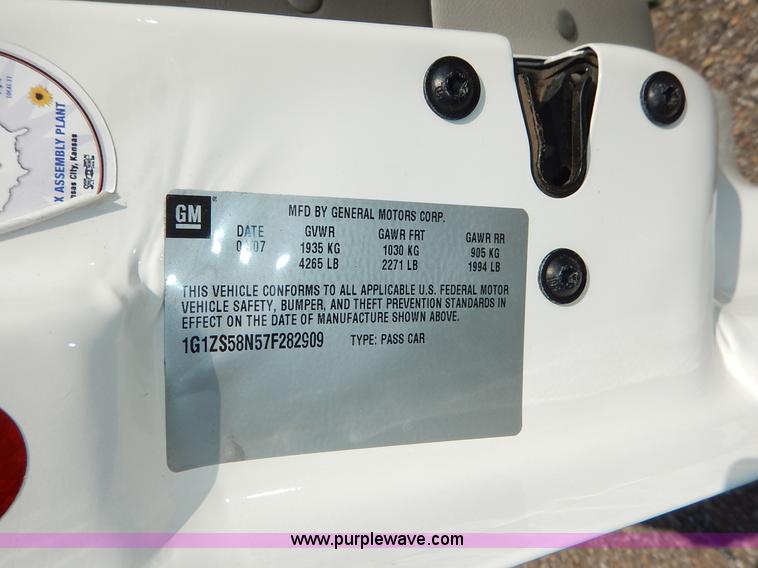 X ASSEMBLY PLANT
sas City, Kansas
GM
MFD BY GENERAL MOTORS CORP.
DATE GVWR GAWR FRT GAWR RR
07 1935 KG 1030 KG 905 KG
4265 LB 2271 LB 1994 LB
THIS VEHICLE CONFORMS TO ALL APPLICABLE U.S. FEDERAL MOTOR
VEHICLE SAFETY, BUMPER, AND THEFT PREVENTION STANDARDS IN
EFFECT ON THE DATE OF MANUFACTURE SHOWN ABOVE.
1G1ZS58N57F282909 TYPE: PASS CAR
www.purplewave.com